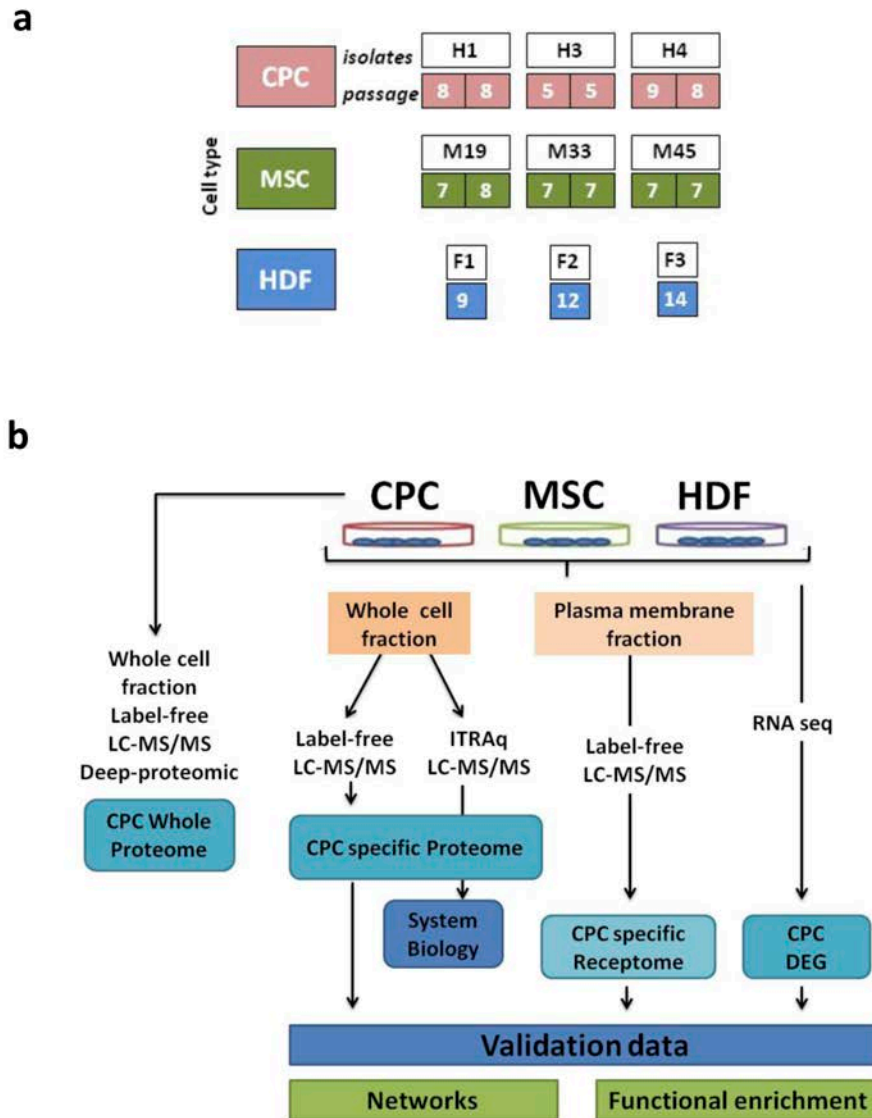 a
CPC
isolates
H1
H3
H4
passage
8 8
5 5
9 8
Cell type
MSC
M19
M33
M45
7 8
7 7
7 7
HDF
F1
F2
F3
9
12
14
b
CPC
MSC
HDF
Whole cell
fraction
Plasma membrane
fraction
Whole cell
fraction
Label-free
LC-MS/MS
Deep-proteomic
CPC Whole
Proteome
Label-free
LC-MS/MS
ITRAq
LC-MS/MS
Label-free
LC-MS/MS
RNA seq
CPC specific Proteome
System
Biology
CPC specific
Receptome
CPC
DEG
Validation data
Networks
Functional enrichment